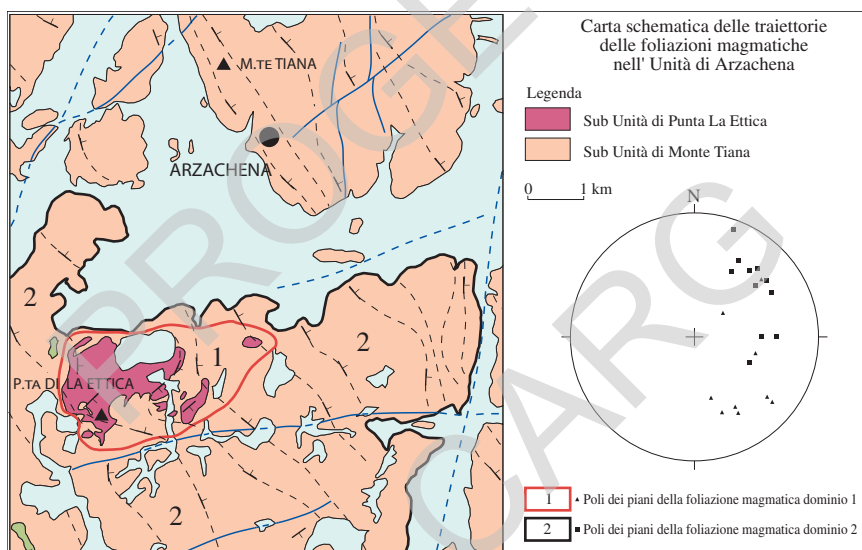 Carta schematica delle traiettorie
delle foliazioni magmatiche
nell' Unità di Arzachena
Legenda
Sub Unità di Punta La Ettica
Sub Unità di Monte Tiana
0 1 km
N
M.TE TIANA
ARZACHENA
2
1
2
P.TA DI LA ETTICA
2
1 Poli dei piani della foliazione magmatica dominio 1
2 Poli dei piani della foliazione magmatica dominio 2
PROGE
CARG